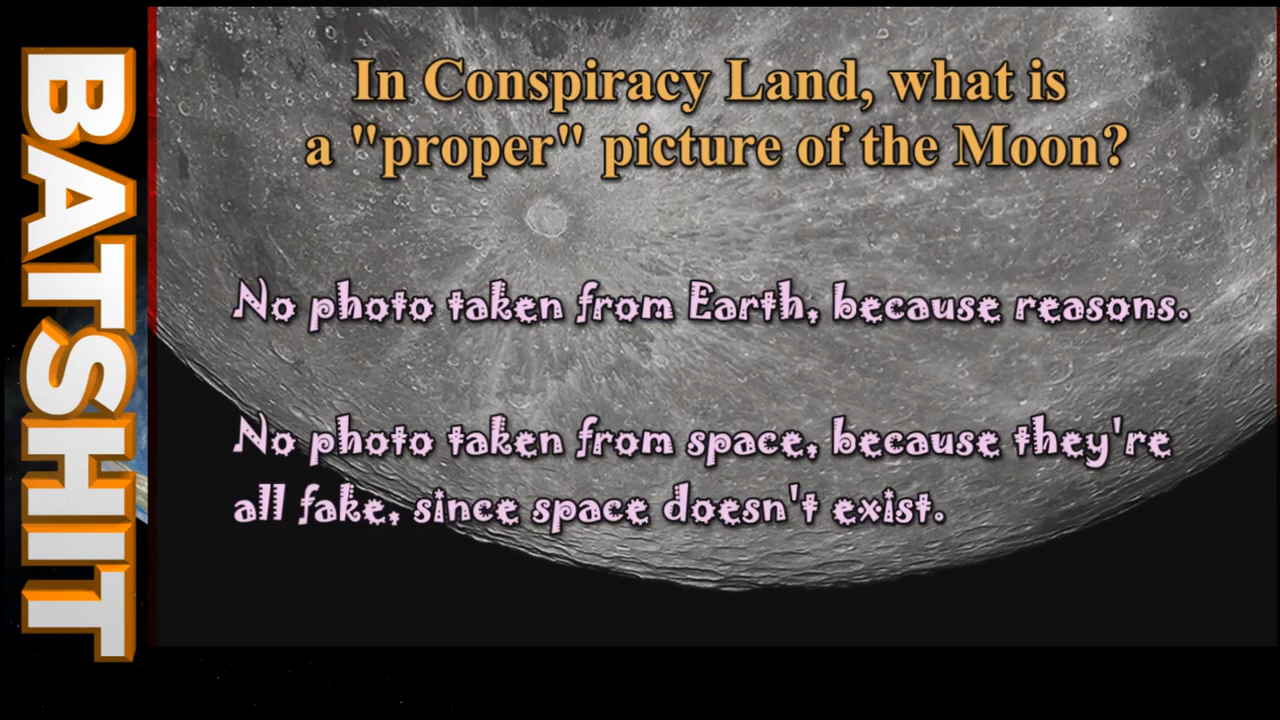 BATSHIT
In Conspiracy Land, what is
a "proper" picture of the Moon?
No photo taken from Earth, because reasons.
No photo taken from space, because they're
all fake, since space doesn't exist.